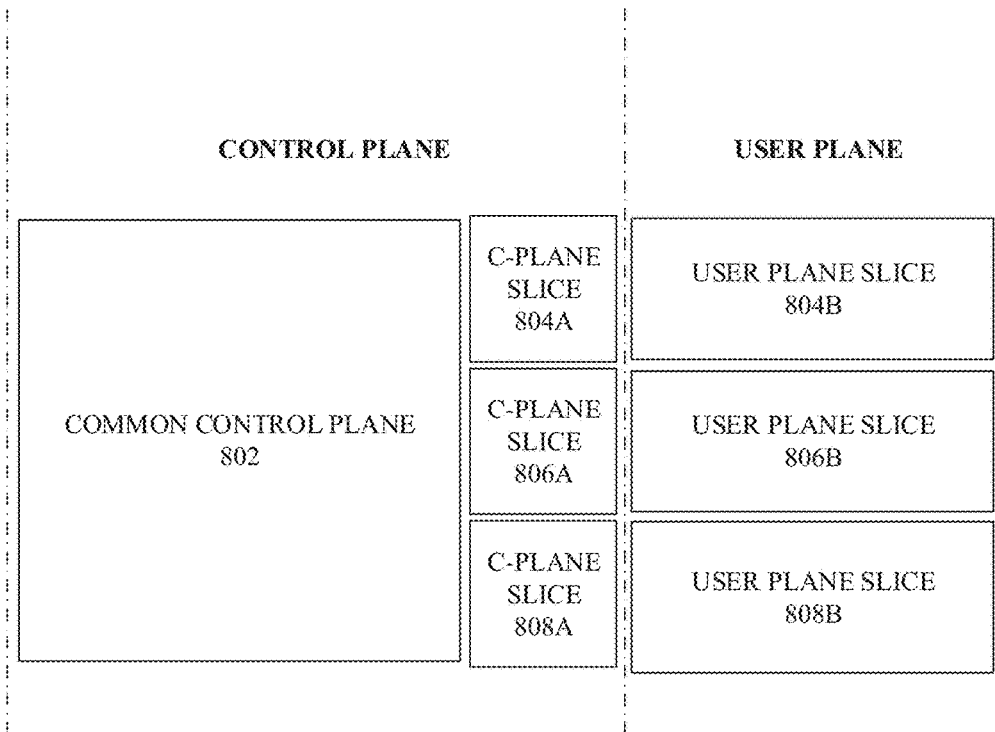 CONTROL PLANE
USER PLANE
COMMON CONTROL PLANE
802
C-PLANE
SLICE
804A
USER PLANE SLICE
804B
C-PLANE
SLICE
806A
USER PLANE SLICE
806B
C-PLANE
SLICE
808A
USER PLANE SLICE
808B